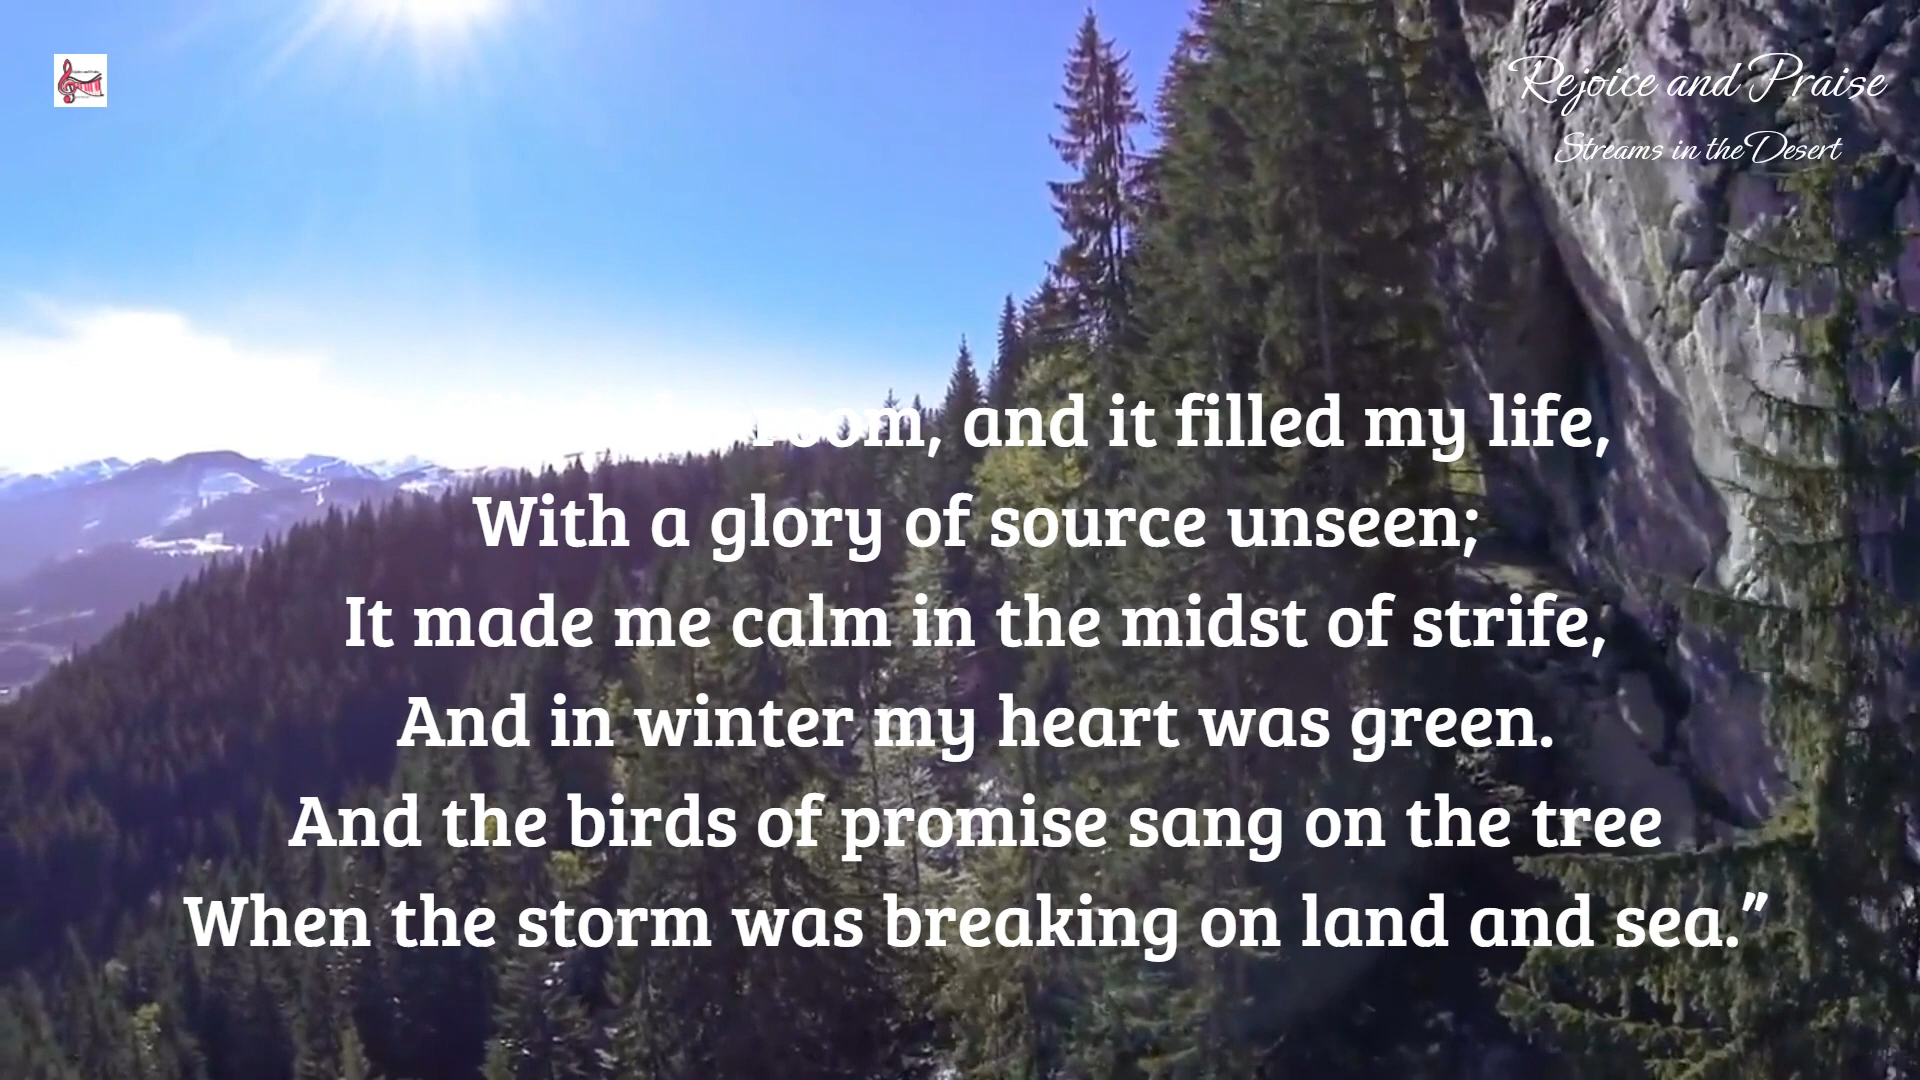 Rejoice and Praise
Streams in the Desert
room, and it filled my life,
With a glory of source unseen;
It made me calm in the midst of strife,
And in winter my heart was green.
And the birds of promise sang on the tree
When the storm was breaking on land and sea.”